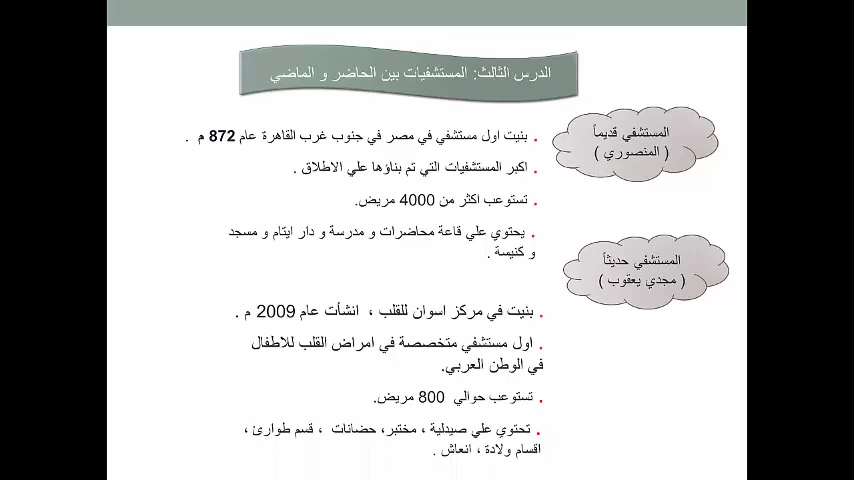 الدرس الثالث: المستشفيات بين الحاضر و الماضي
المستشفي قديماً
( المنصوري )
. بنيت اول مستشفي في مصر في جنوب غرب القاهرة عام 872 م .
. اكبر المستشفيات التي تم بناؤها علي الاطلاق .
. تستوعب اكثر من 4000 مريض.
. يحتوي علي قاعة محاضرات و مدرسة و دار ايتام و مسجد
و كنيسة .
المستشفي حديثاً
( مجدي يعقوب )
. بنيت في مركز اسوان للقلب ، انشأت عام 2009 م .
. اول مستشفي متخصصة في امراض القلب للاطفال
في الوطن العربي.
. تستوعب حوالي 800 مريض.
. تحتوي علي صيدلية ، مختبر، حضانات ، قسم طوارئ ،
اقسام ولادة ، انعاش .